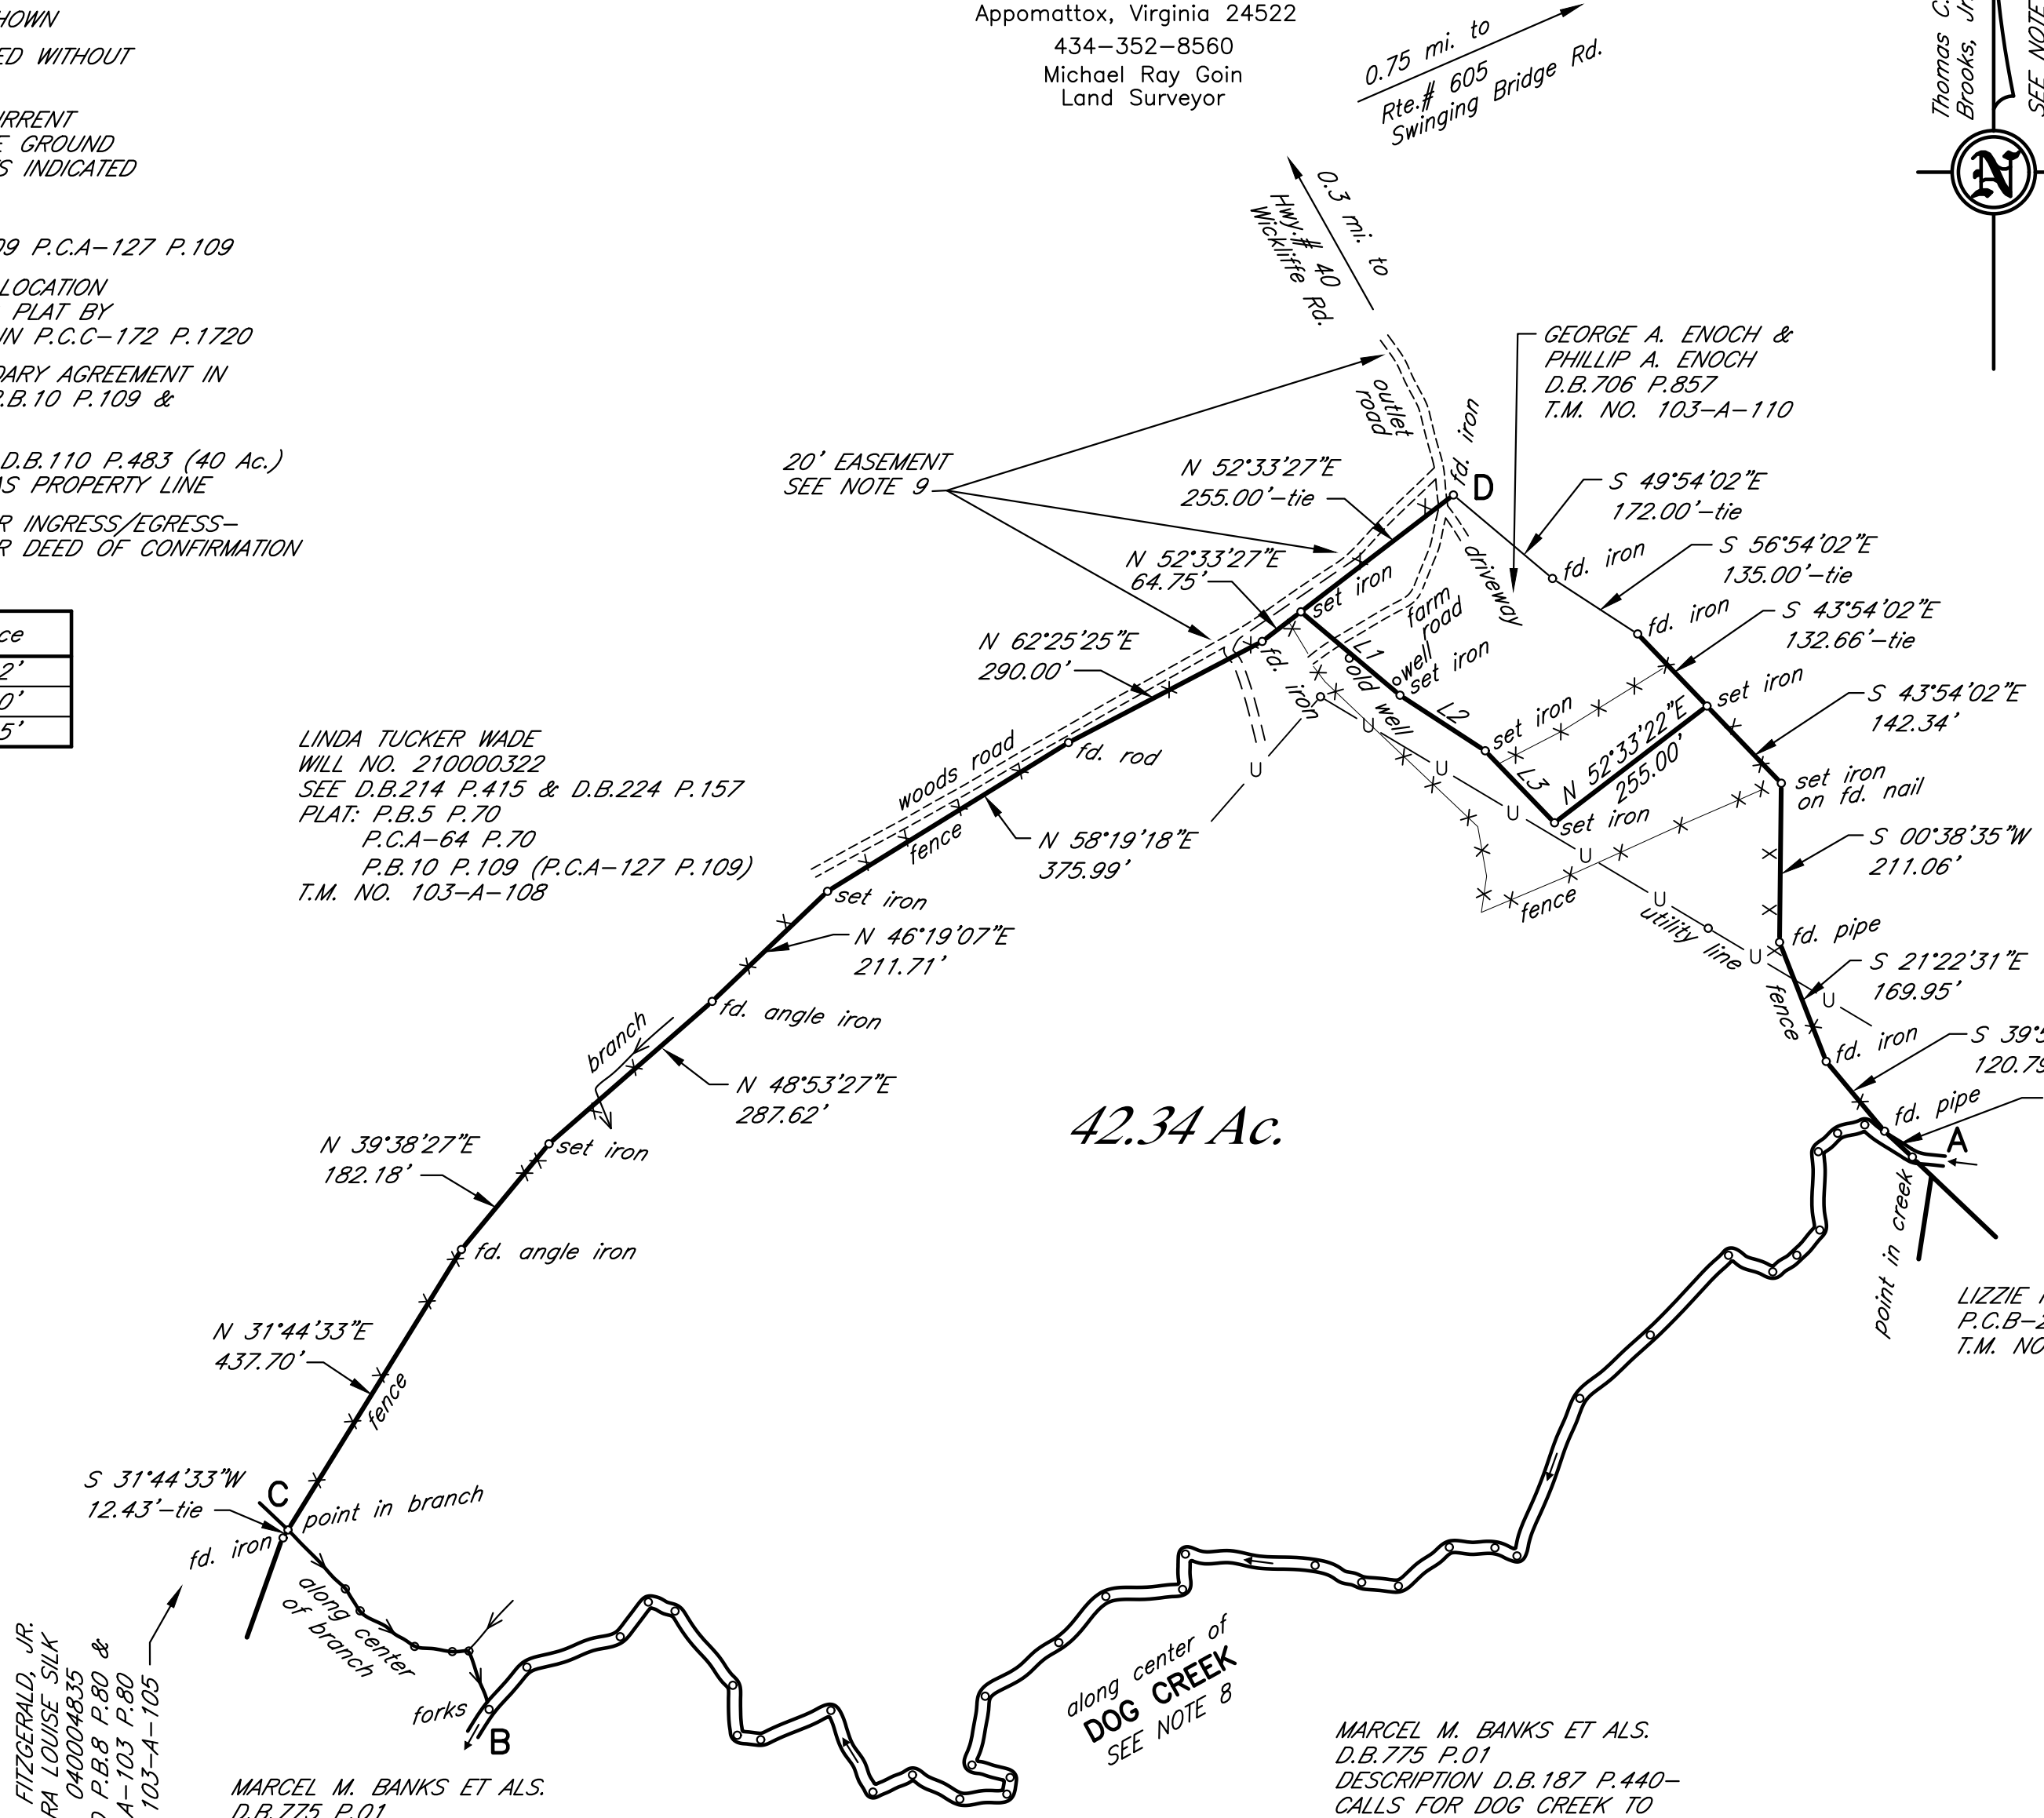 HOWN
ED WITHOUT
RRENT
E GROUND
S INDICATED
09 P.C.A-127 P.109
LOCATION
PLAT BY
IN P.C.C-172 P.1720
DARY AGREEMENT IN
P.B.10 P.109 &
D.B.110 P.483 (40 Ac.)
AS PROPERTY LINE
R INGRESS/EGRESS-
R DEED OF CONFIRMATION
ce
2'
0'
5'
Appomattox, Virginia 24522
434-352-8560
Michael Ray Goin
Land Surveyor
0.75 mi. to
Rte.# 605
Swinging Bridge Rd.
Thomas C.
Brooks, Jr
SEE NOTE
N
0.3 mi. to
Hwy.# 40
Wickliffe Rd.
GEORGE A. ENOCH &
PHILLIP A. ENOCH
D.B.706 P.857
T.M. NO. 103-A-110
outlet
road
fd. iron
D
20' EASEMENT
SEE NOTE 9
N 52°33'27"E
255.00'-tie
S 49°54'02"E
172.00'-tie
fd. iron
S 56°54'02"E
135.00'-tie
N 52°33'27"E
64.75'
set iron
driveway
farm
road
fd. iron
S 43°54'02"E
132.66'-tie
N 62°25'25"E
290.00'
fd. iron
L1
old well
well
set iron
L2
set iron
set iron
S 43°54'02"E
142.34'
L3
N 52°33'22"E
255.00'
set iron
set iron
on fd. nail
LINDA TUCKER WADE
WILL NO. 210000322
SEE D.B.214 P.415 & D.B.224 P.157
PLAT: P.B.5 P.70
P.C.A-64 P.70
P.B.10 P.109 (P.C.A-127 P.109)
T.M. NO. 103-A-108
woods road
fd. rod
fence
N 58°19'18"E
375.99'
U
U
U
U
U
U
U
U
S 00°38'35"W
211.06'
fence
utility line
fd. pipe
set iron
N 46°19'07"E
211.71'
S 21°22'31"E
169.95'
fence
fd. angle iron
branch
N 48°53'27"E
287.62'
fd. iron
S 39°5
120.79
42.34 Ac.
fd. pipe
A
point in creek
N 39°38'27"E
182.18'
set iron
fd. angle iron
LIZZIE
P.C.B-2
T.M. NO
N 31°44'33"E
437.70'
fence
S 31°44'33"W
12.43'-tie
C
point in branch
fd. iron
along center
of branch
forks
B
along center of
DOG CREEK
SEE NOTE 8
FITZGERALD, JR.
RA LOUISE SILK
040004835
P.B.8 P.80 &
A-103 P.80
103-A-105
MARCEL M. BANKS ET ALS.
D.B.775 P.01
MARCEL M. BANKS ET ALS.
D.B.775 P.01
DESCRIPTION D.B.187 P.440-
CALLS FOR DOG CREEK TO